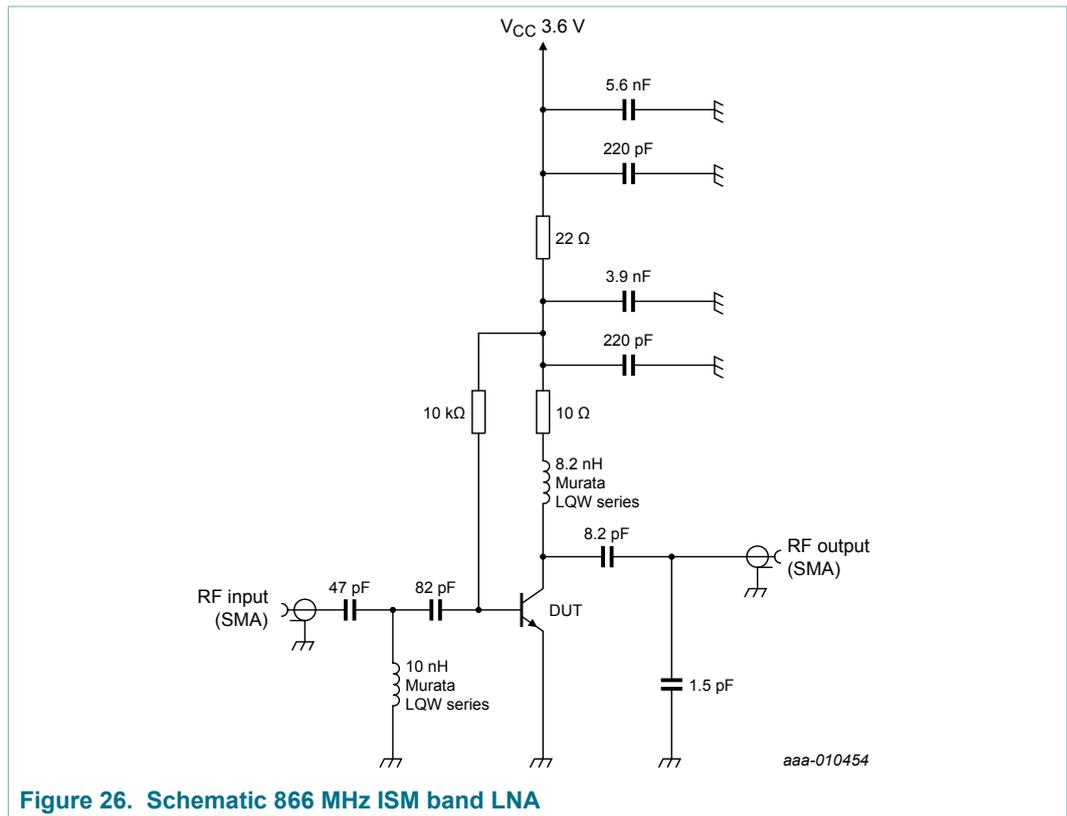 VCC 3.6 V
5.6 nF
220 pF
22 Ω
3.9 nF
220 pF
10 kΩ
10 Ω
8.2 nH
Murata
LQW series
8.2 pF
RF output
(SMA)
RF input
(SMA)
47 pF
82 pF
DUT
10 nH
Murata
LQW series
1.5 pF
aaa-010454
Figure 26. Schematic 866 MHz ISM band LNA